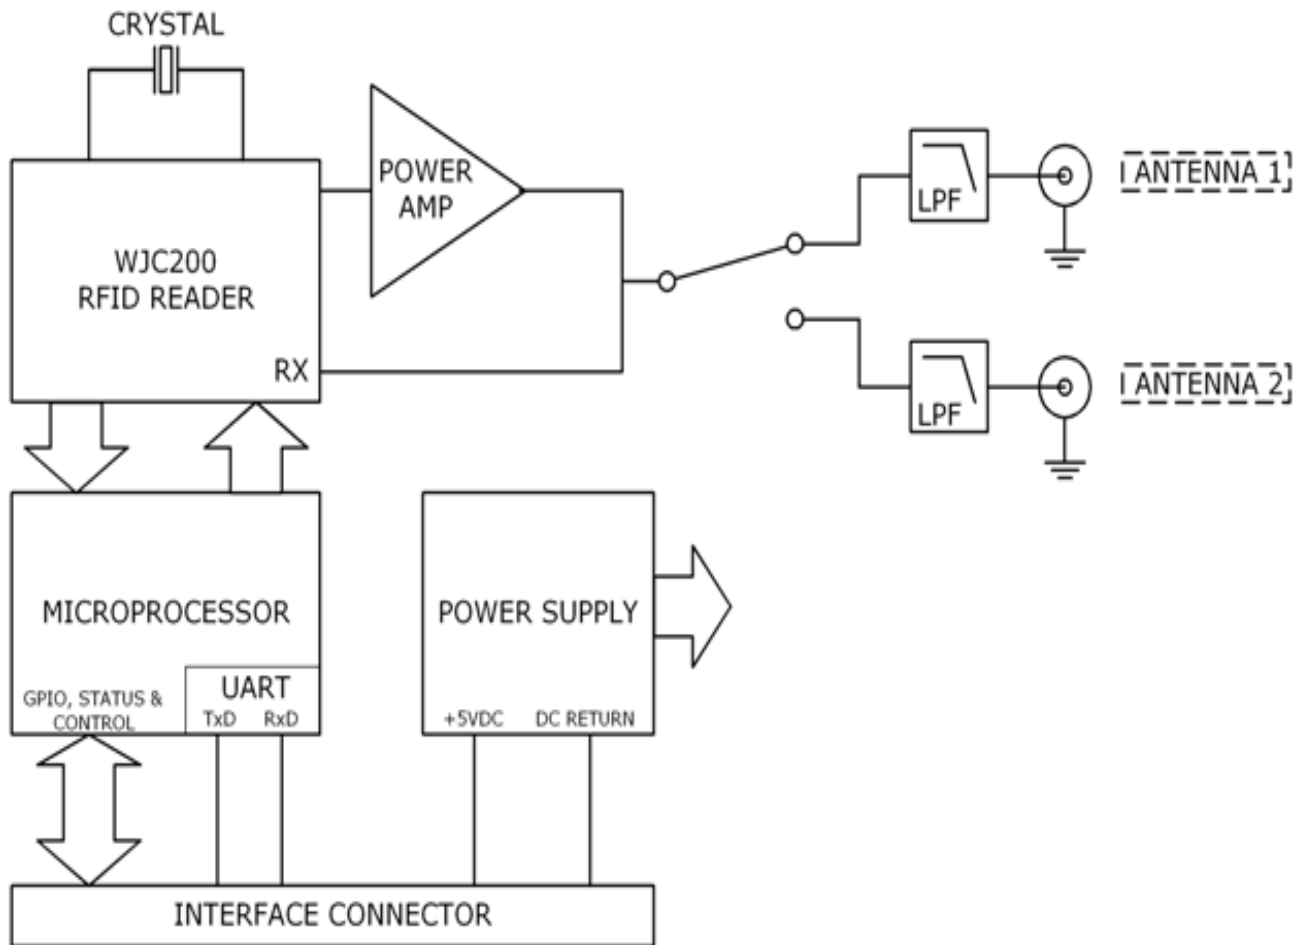 CRYSTAL
POWER
AMP
WJC200
RFID READER
RX
LPF
ANTENNA 1
LPF
ANTENNA 2
MICROPROCESSOR
GPIO, STATUS &
CONTROL
UART
TxD RxD
POWER SUPPLY
+5VDC DC RETURN
INTERFACE CONNECTOR